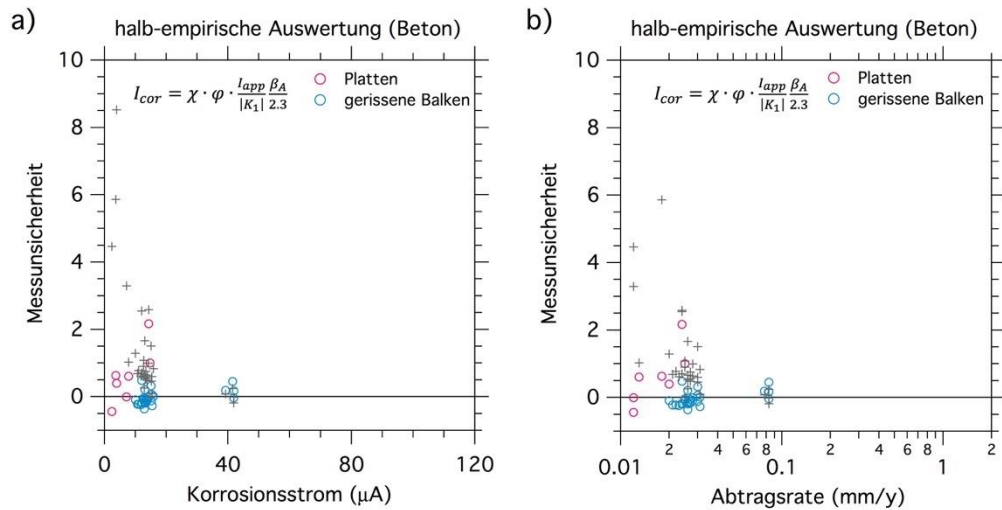 a)
halb-empirische Auswertung (Beton)
10
8
6
4
2
0
Messunsicherheit
I_cor = χ · φ · I_app/|K_1| β_A/2.3
Platten
gerissene Balken
0 40 80 120
Korrosionsstrom (µA)
b)
halb-empirische Auswertung (Beton)
10
8
6
4
2
0
Messunsicherheit
I_cor = χ · φ · I_app/|K_1| β_A/2.3
Platten
gerissene Balken
2 4 6 8 2 4 6 8 2
0.01 0.1 1
Abtragsrate (mm/y)